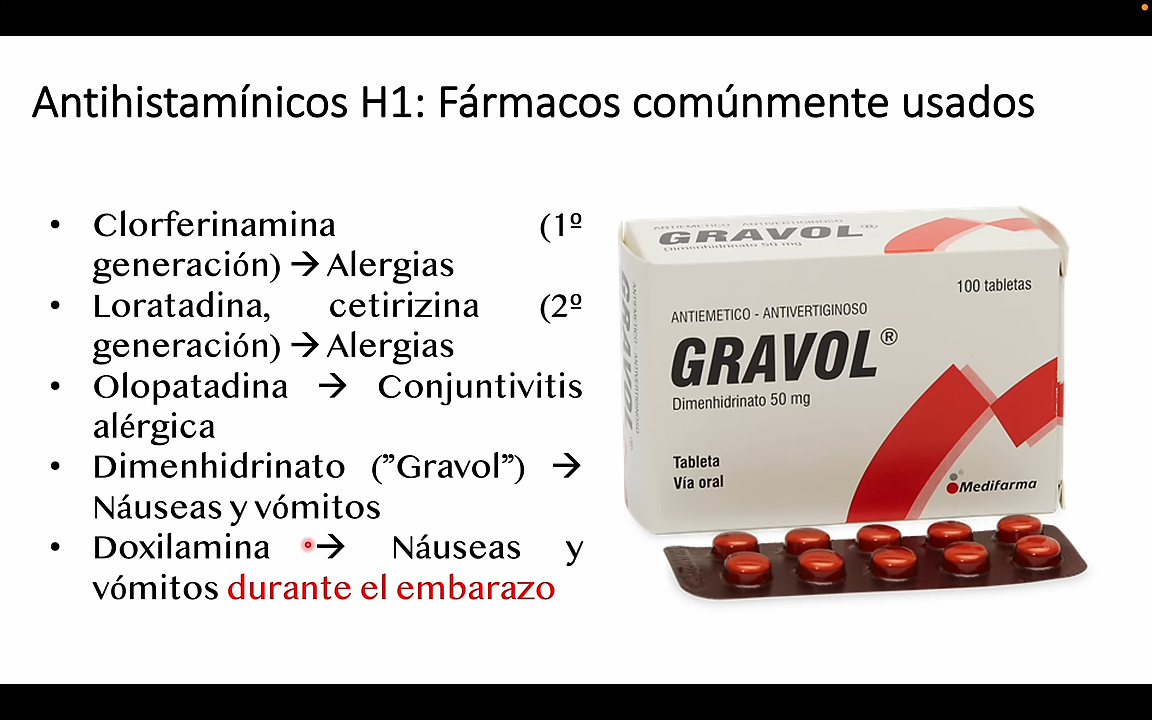 Antihistamínicos H1: Fármacos comúnmente usados
• Clorferinamina (1º
generación) → Alergias
• Loratadina, cetirizina (2º
generación) → Alergias
• Olopatadina → Conjuntivitis
alérgica
• Dimenhidrinato (”Gravol”) →
Náuseas y vómitos
• Doxilamina → Náuseas y
vómitos durante el embarazo
ANTIEMETICO - ANTIVERTIGINOSO
GRAVOL®
Dimenhidrinato 50 mg
100 tabletas
ANTIEMETICO - ANTIVERTIGINOSO
GRAVOL®
Dimenhidrinato 50 mg
Tableta
Vía oral
Medifarma
GRAVOL